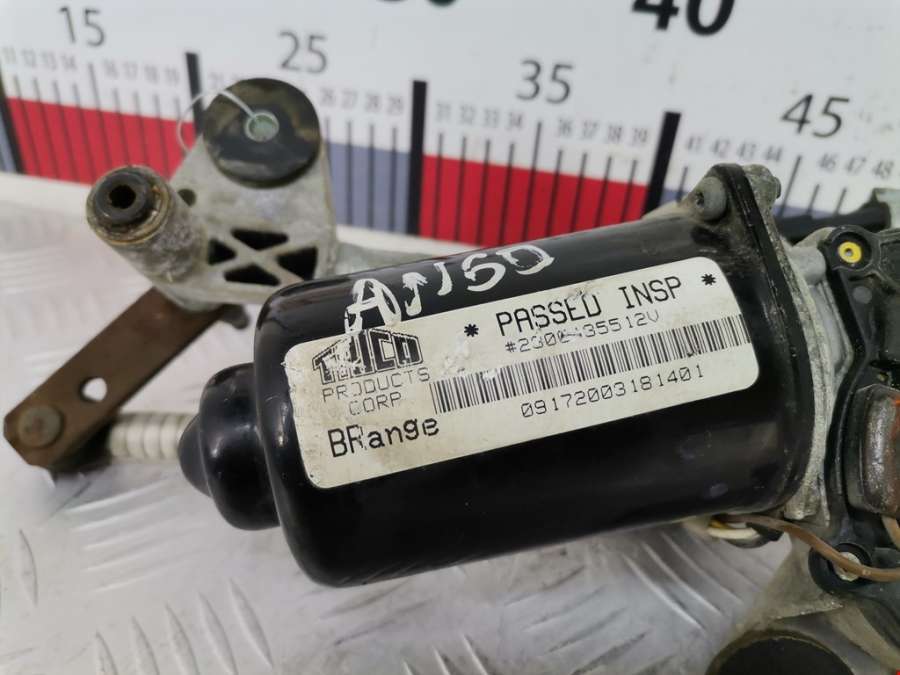 40
15
25
35
45
11 12 13 14 16 17 18 19
26 27 28 29 31 32 33 34 36 37 38 39 41 42 43 44 46 47 48
AN5D
* PASSED INSP *
PRODUCTS
CORP
BRange
09172003181401